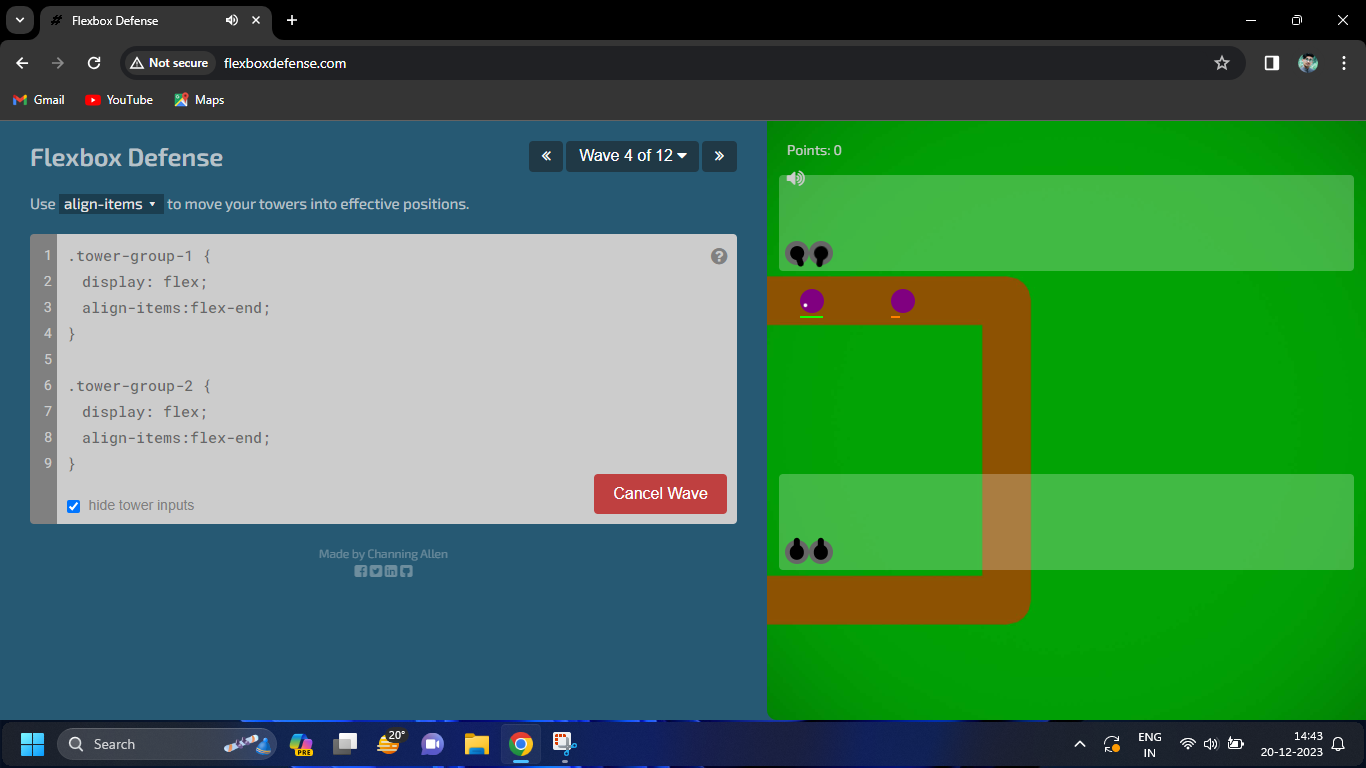 Flexbox Defense
Not secure
flexboxdefense.com
Gmail
YouTube
Maps
Flexbox Defense
«
Wave 4 of 12
»
Use align-items to move your towers into effective positions.
1 .tower-group-1 {
2 display: flex;
3 align-items:flex-end;
4 }
5
6 .tower-group-2 {
7 display: flex;
8 align-items:flex-end;
9 }
?
hide tower inputs
Cancel Wave
Made by Channing Allen
Points: 0
Search
PRE
20°
ENG
IN
14:43
20-12-2023